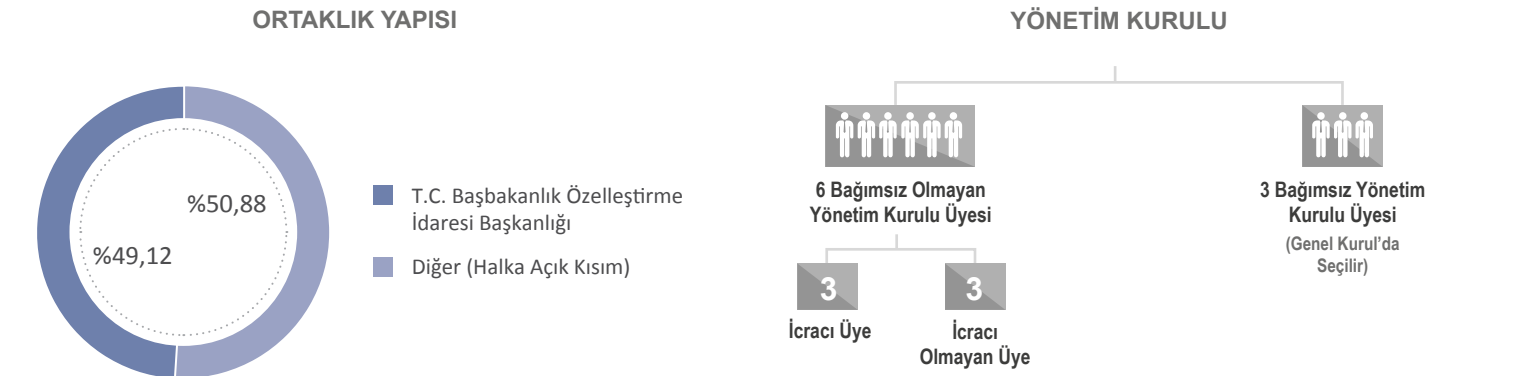 ORTAKLIK YAPISI
%50,88
%49,12
T.C. Başbakanlık Özelleştirme
İdaresi Başkanlığı
Diğer (Halka Açık Kısım)
YÖNETİM KURULU
6 Bağımsız Olmayan
Yönetim Kurulu Üyesi
3
İcracı Üye
3
İcracı
Olmayan Üye
3 Bağımsız Yönetim
Kurulu Üyesi
(Genel Kurul’da
Seçilir)